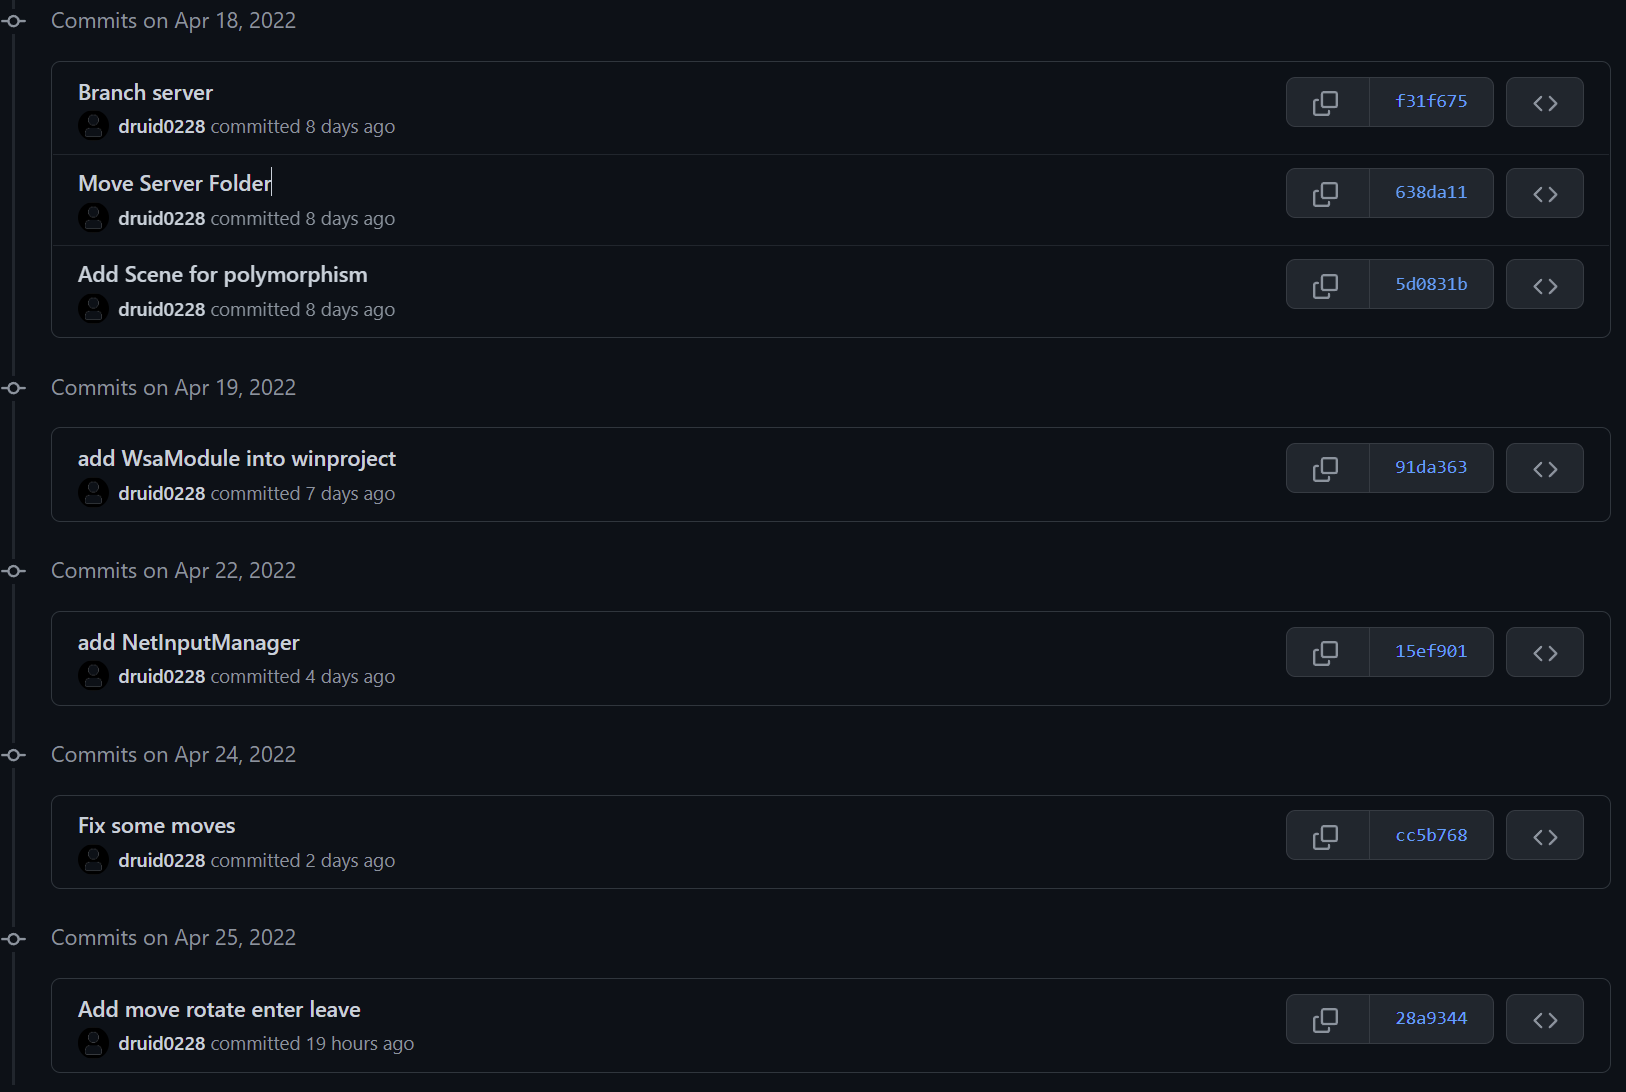 Commits on Apr 18, 2022
Branch server
f31f675
druid0228 committed 8 days ago
Move Server Folder
638da11
druid0228 committed 8 days ago
Add Scene for polymorphism
5d0831b
druid0228 committed 8 days ago
Commits on Apr 19, 2022
add WsaModule into winproject
91da363
druid0228 committed 7 days ago
Commits on Apr 22, 2022
add NetInputManager
15ef901
druid0228 committed 4 days ago
Commits on Apr 24, 2022
Fix some moves
cc5b768
druid0228 committed 2 days ago
Commits on Apr 25, 2022
Add move rotate enter leave
28a9344
druid0228 committed 19 hours ago